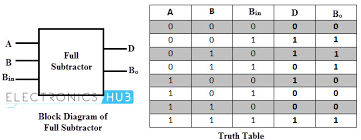 A
B
Bin
Full
Subtractor
D
Bo
ELECTRONICS HUB
Block Diagram of
Full Subtractor
A B Bin D Bo
0 0 0 0 0
0 0 1 1 1
0 1 0 1 1
0 1 1 0 1
1 0 0 1 0
1 0 1 0 0
1 1 0 0 0
1 1 1 1 1
Truth Table